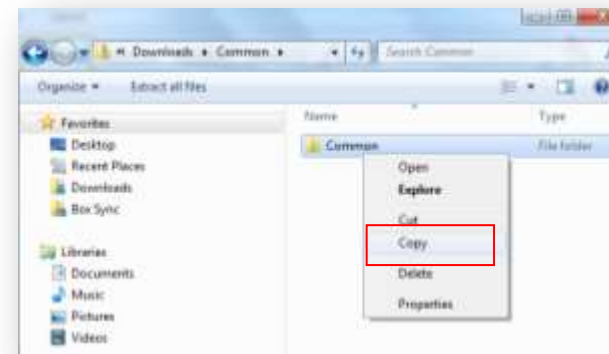 « Downloads ▸ Common ▸
Search Common
Organize ▾ Extract all files
Name Type
Favorites
Desktop
Recent Places
Downloads
Box Sync
Common File folder
Open
Explore
Cut
Copy
Delete
Properties
Libraries
Documents
Music
Pictures
Videos